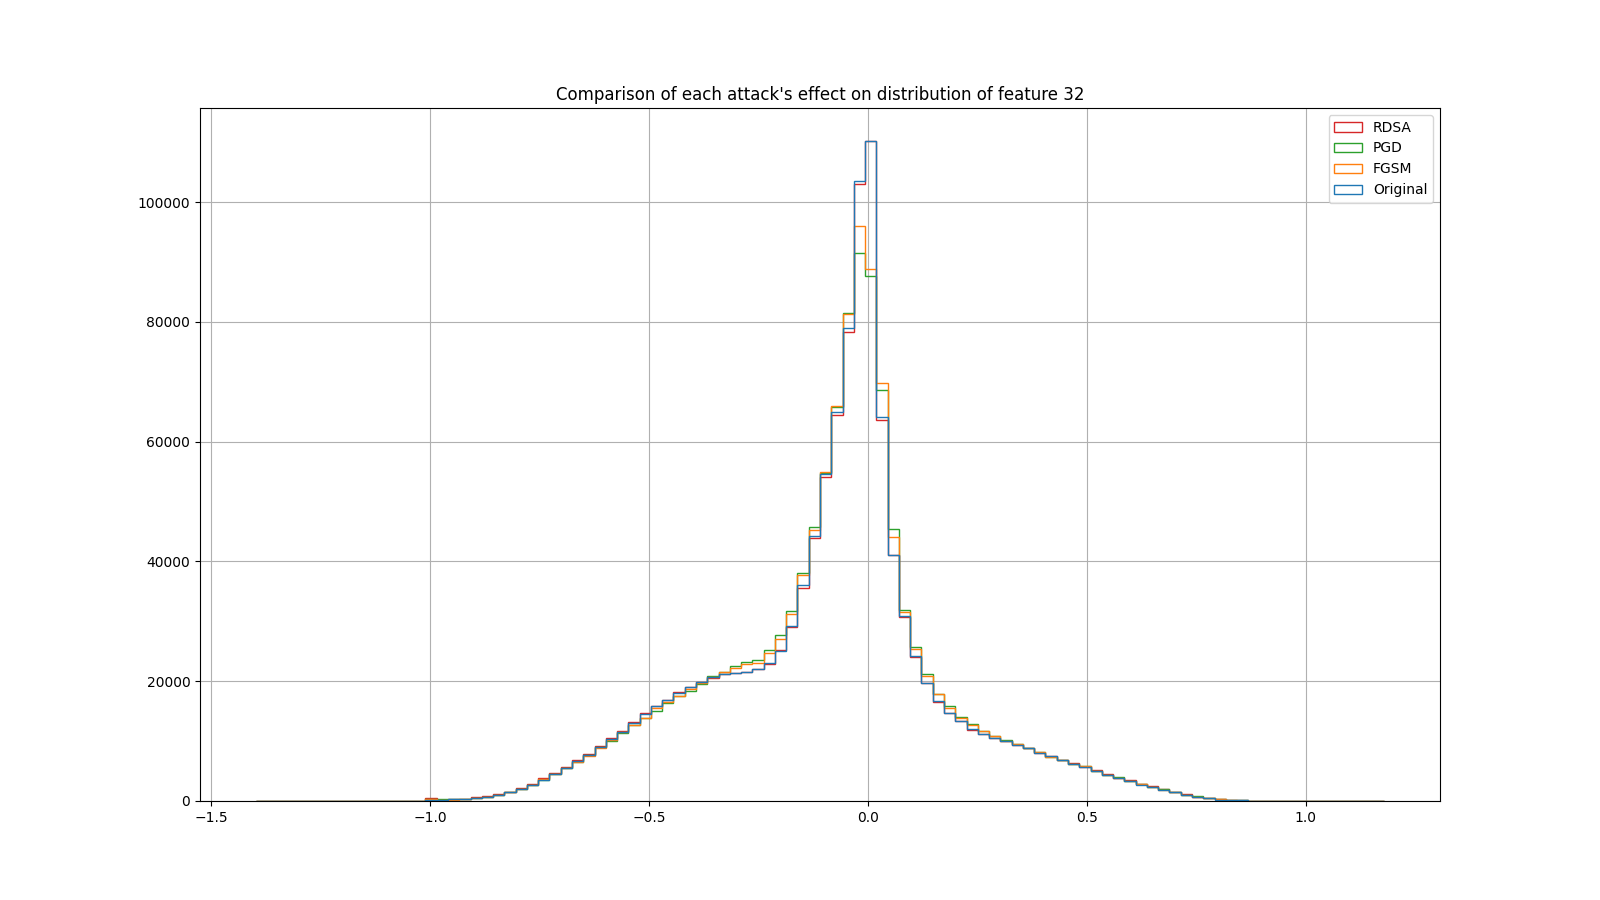 Comparison of each attack's effect on distribution of feature 32
RDSA
PGD
FGSM
Original
100000
80000
60000
40000
20000
0
−1.5
−1.0
−0.5
0.0
0.5
1.0